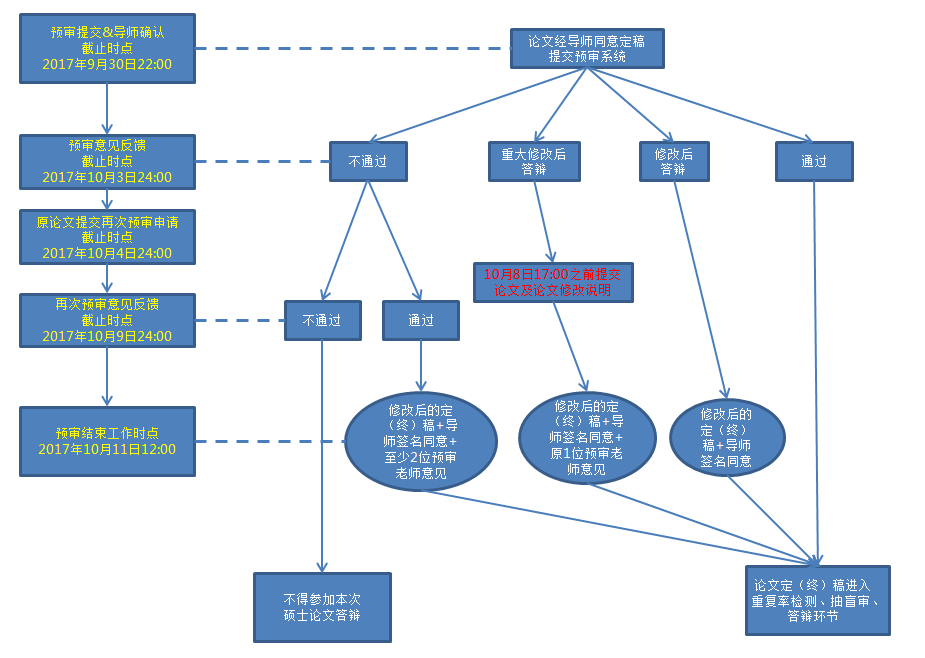 预审提交&导师确认
截止时点
2017年9月30日22:00
论文经导师同意定稿
提交预审系统
预审意见反馈
截止时点
2017年10月3日24:00
不通过
重大修改后
答辩
修改后
答辩
通过
原论文提交再次预审申请
截止时点
2017年10月4日24:00
10月8日17:00之前提交
论文及论文修改说明
再次预审意见反馈
截止时点
2017年10月9日24:00
不通过
通过
预审结束工作时点
2017年10月11日12:00
修改后的定
（终）稿+导
师签名同意+
至少2位预审
老师意见
修改后的定
（终）稿+导
师签名同意+
原1位预审老
师意见
修改后的
定（终）
稿+导师
签名同意
不得参加本次
硕士论文答辩
论文定（终）稿进入
重复率检测、抽盲审、
答辩环节